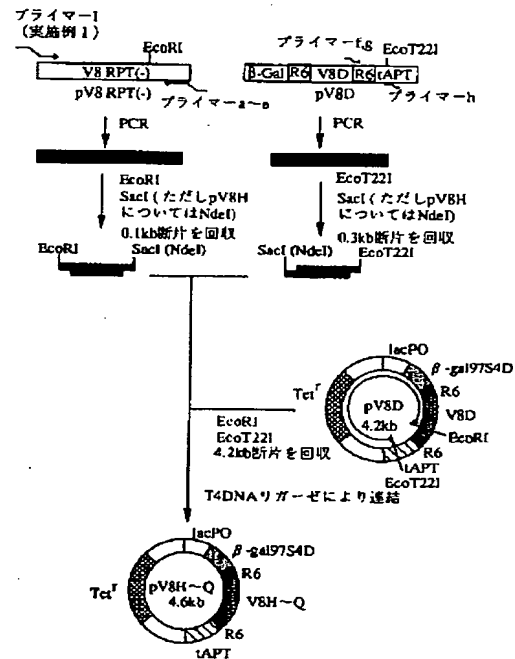 プライマー1
(実施例1)
EcoRI
V8 RPT(-)
pV8 RPT(-)
プライマーa~e
PCR
EcoRI
SacI(ただしpV8H
についてはNdeI)
0.1kb断片を回収
EcoRI
SacI(NdeI)
プライマーf,g
EcoT22I
β-Gal
R6
V8D
R6
tAPT
pV8D
プライマーh
PCR
EcoT22I
SacI(ただしpV8H
についてはNdeI)
0.3kb断片を回収
SacI(NdeI)
EcoT22I
lacPO
β-gal97S4D
R6
V8D
EcoRI
R6
tAPT
EcoT22I
Tetr
pV8D
4.2kb
EcoRI
EcoT22I
4.2kb断片を回収
T4DNAリガーゼにより連結
lacPO
β-gal97S4D
R6
V8H~Q
R6
tAPT
Tetr
pV8H~Q
4.6kb